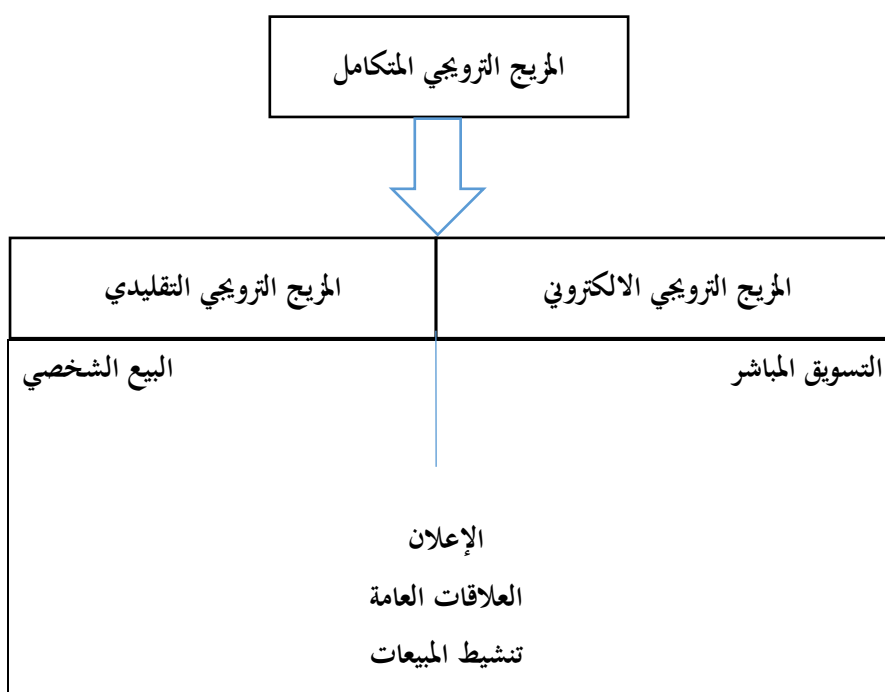 المزيج الترويجي المتكامل
المزيج الترويجي الالكتروني
المزيج الترويجي التقليدي
التسويق المباشر
البيع الشخصي
الإعلان
العلاقات العامة
تنشيط المبيعات